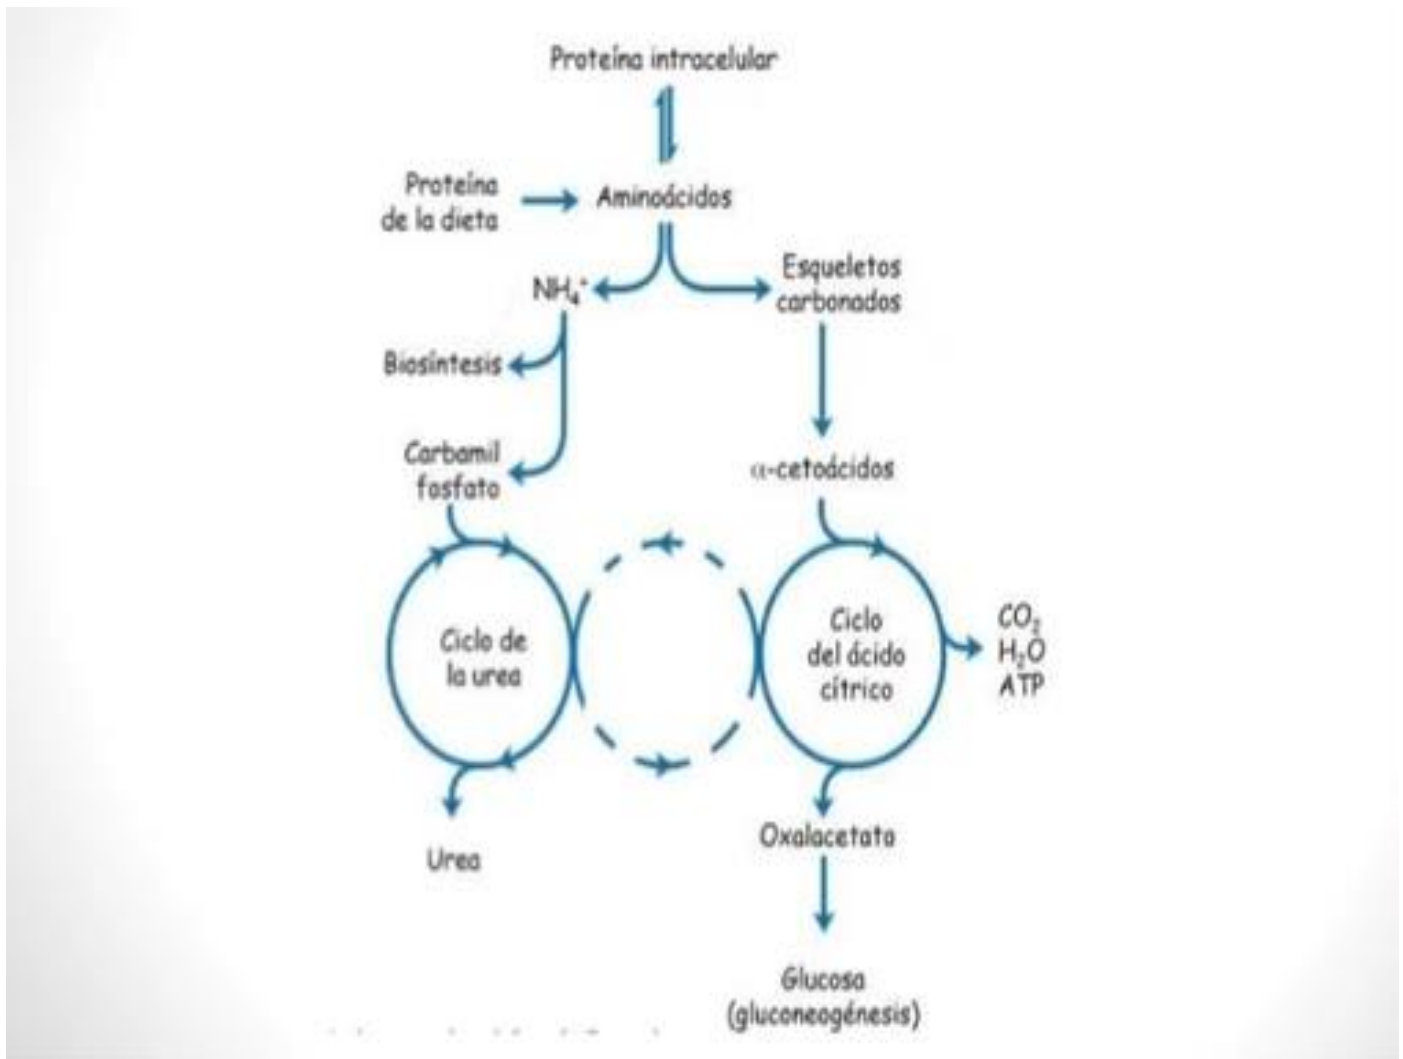 Proteína intracelular
Proteína
de la dieta
Aminoácidos
NH₄⁺
Esqueletos
carbonados
Biosíntesis
Carbamil
fosfato
α-cetoácidos
Ciclo de
la urea
Ciclo
del ácido
cítrico
CO₂
H₂O
ATP
Urea
Oxalacetato
Glucosa
(gluconeogénesis)